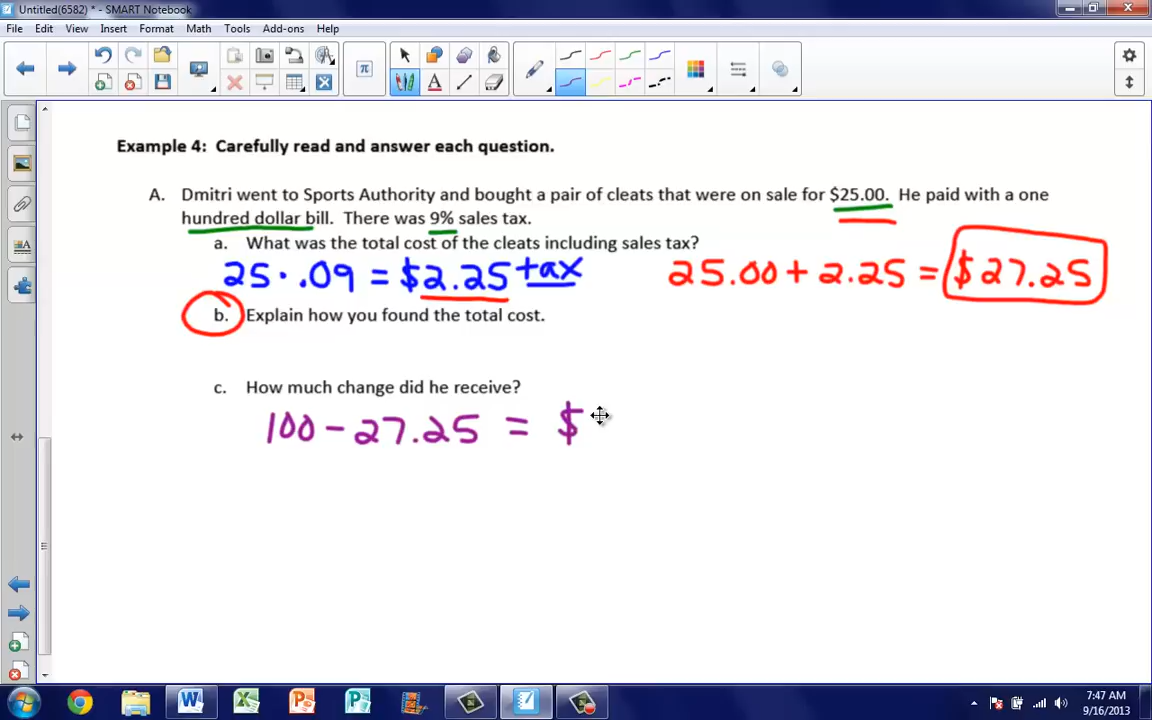 Untitled(6582) * - SMART Notebook
File Edit View Insert Format Math Tools Add-ons Help
π A
Example 4: Carefully read and answer each question.
A. Dmitri went to Sports Authority and bought a pair of cleats that were on sale for $25.00. He paid with a one
hundred dollar bill. There was 9% sales tax.
a. What was the total cost of the cleats including sales tax?
25 · .09 = $2.25 tax 25.00 + 2.25 = $27.25
b. Explain how you found the total cost.
c. How much change did he receive?
100 - 27.25 = $
7:47 AM
9/16/2013